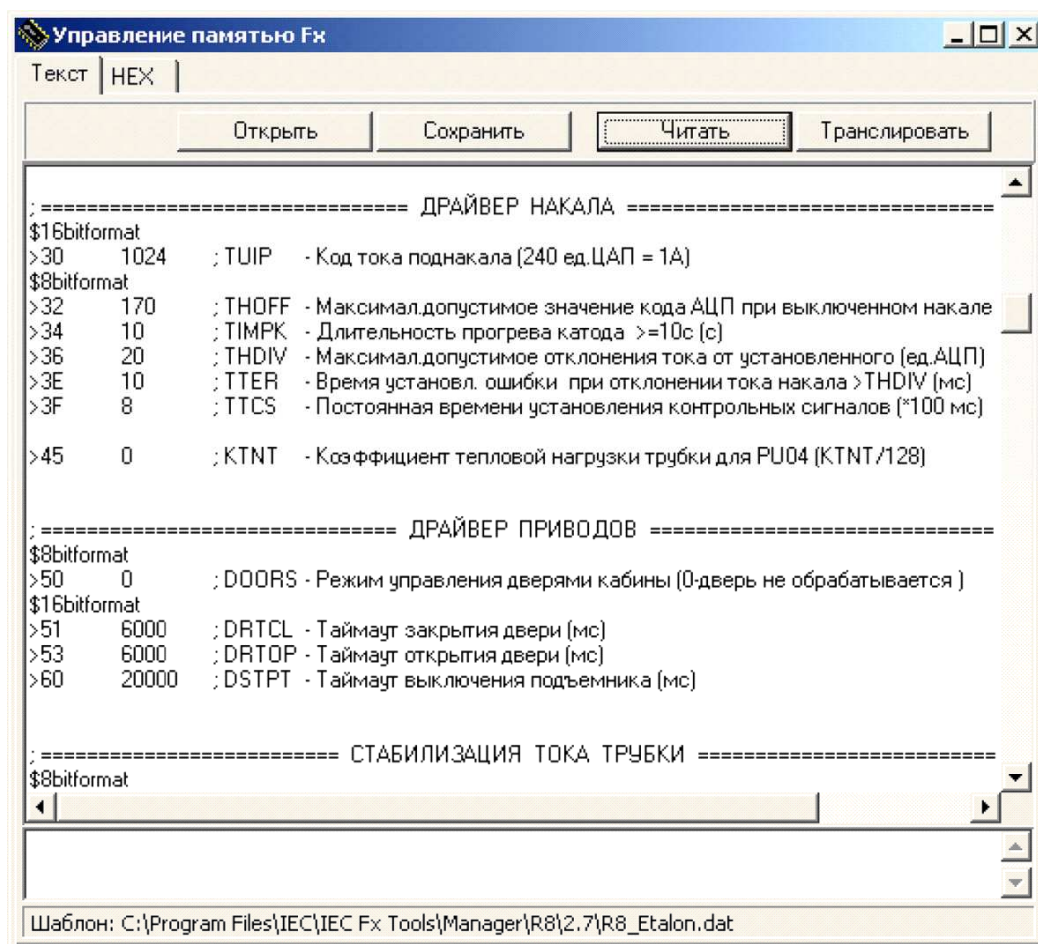 Управление памятью Fx
Текст HEX
Открыть Сохранить Читать Транслировать
; ================================ ДРАЙВЕР НАКАЛА ================================
$16bitformat
>30 1024 ; TUIP - Код тока поднакала (240 ед.ЦАП = 1А)
$8bitformat
>32 170 ; THOFF - Максимал.допустимое значение кода АЦП при выключенном накале
>34 10 ; TIMPK - Длительность прогрева катода >=10с (с)
>36 20 ; THDIV - Максимал.допустимое отклонения тока от установленного (ед.АЦП)
>3E 10 ; TTER - Время установл. ошибки при отклонении тока накала >THDIV (мс)
>3F 8 ; TTCS - Постоянная времени установления контрольных сигналов (*100 мс)
>45 0 ; KTNT - Коэффициент тепловой нагрузки трубки для PU04 (KTNT/128)
; =============================== ДРАЙВЕР ПРИВОДОВ ==============================
$8bitformat
>50 0 ; DOORS - Режим управления дверями кабины (0-дверь не обрабатывается )
$16bitformat
>51 6000 ; DRTCL - Таймаут закрытия двери (мс)
>53 6000 ; DRTOP - Таймаут открытия двери (мс)
>60 20000 ; DSTPT - Таймаут выключения подъемника (мс)
; ========================== СТАБИЛИЗАЦИЯ ТОКА ТРУБКИ ==========================
$8bitformat
Шаблон: C:\Program Files\IEC\IEC Fx Tools\Manager\R8\2.7\R8_Etalon.dat